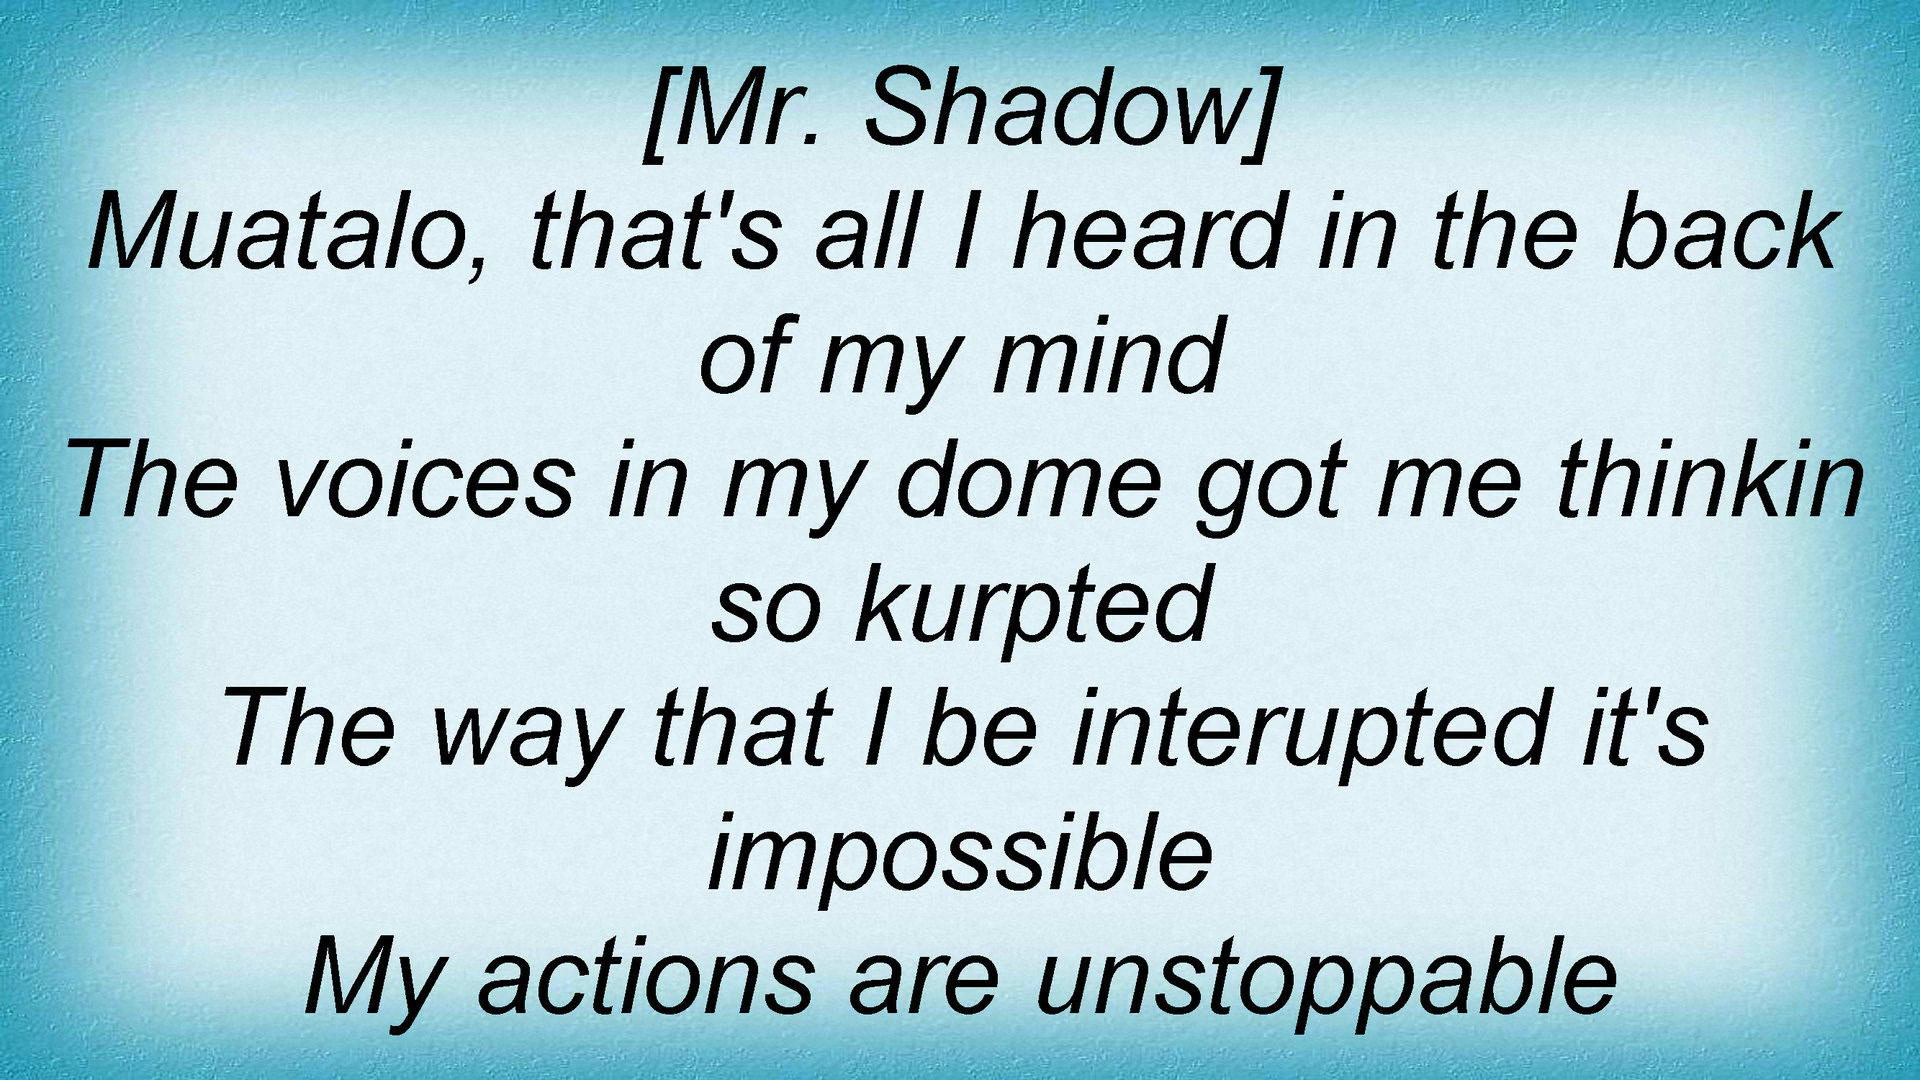 [Mr. Shadow]
Muatalo, that's all I heard in the back
of my mind
The voices in my dome got me thinkin
so kurpted
The way that I be interupted it's
impossible
My actions are unstoppable